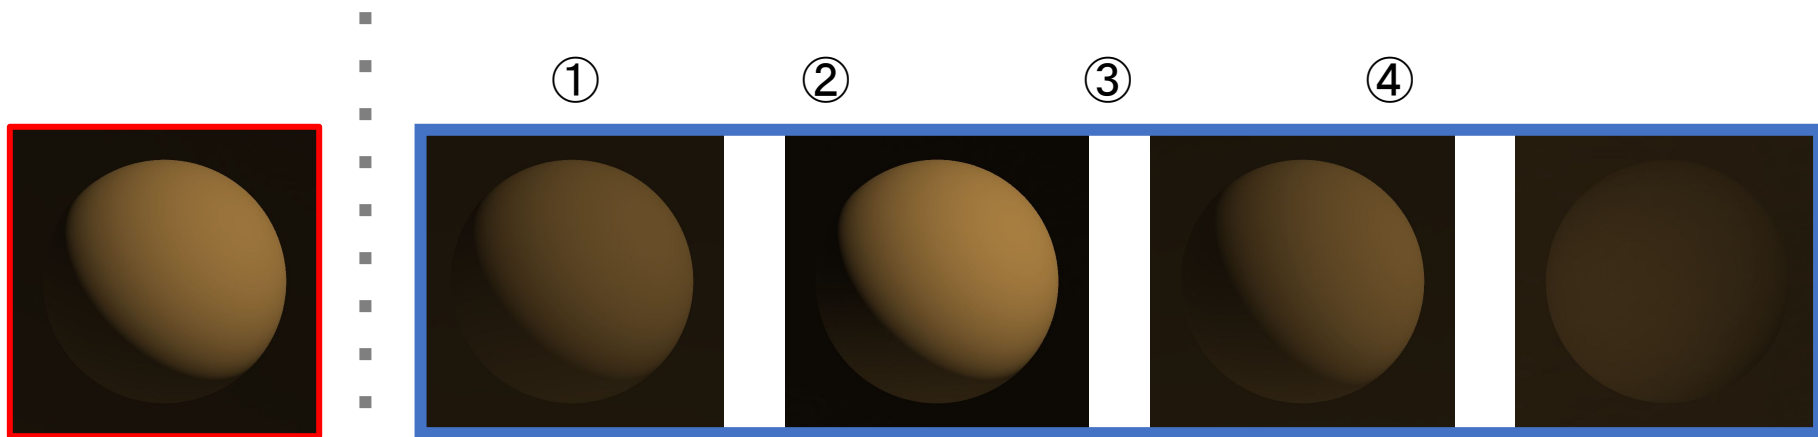 ① ② ③ ④